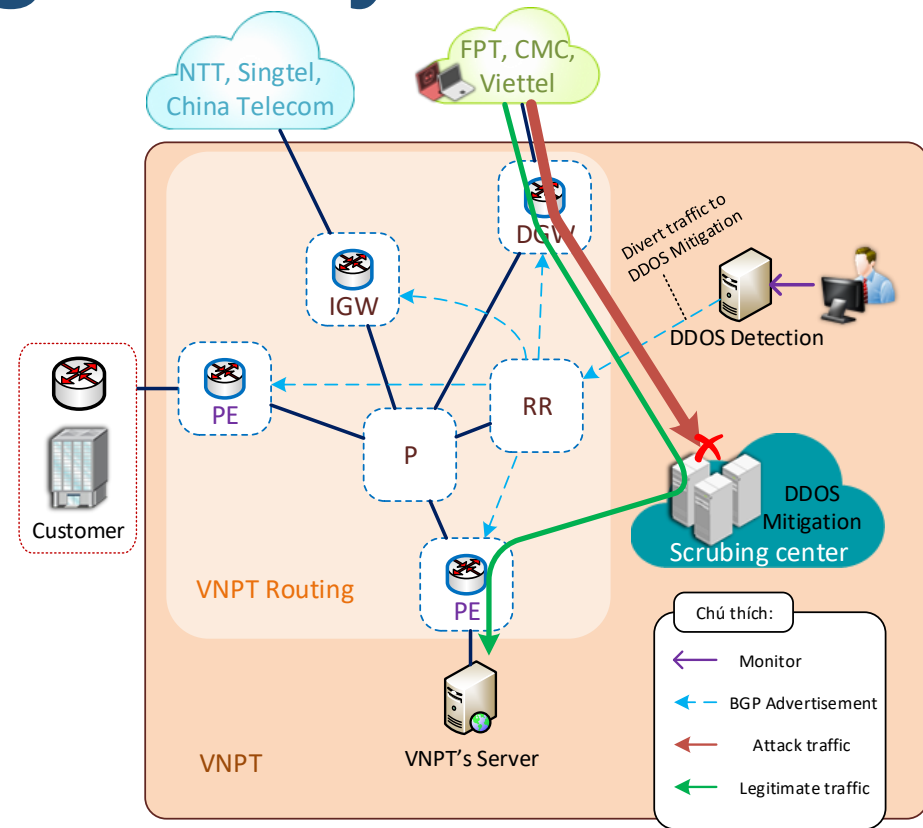 NTT, Singtel,
China Telecom
FPT, CMC,
Viettel
DGW
Divert traffic to
DDOS Mitigation
IGW
DDOS Detection
PE
RR
P
Customer
DDOS
Mitigation
Scrubing center
VNPT Routing
PE
VNPT
VNPT's Server
Chú thích:
Monitor
BGP Advertisement
Attack traffic
Legitimate traffic